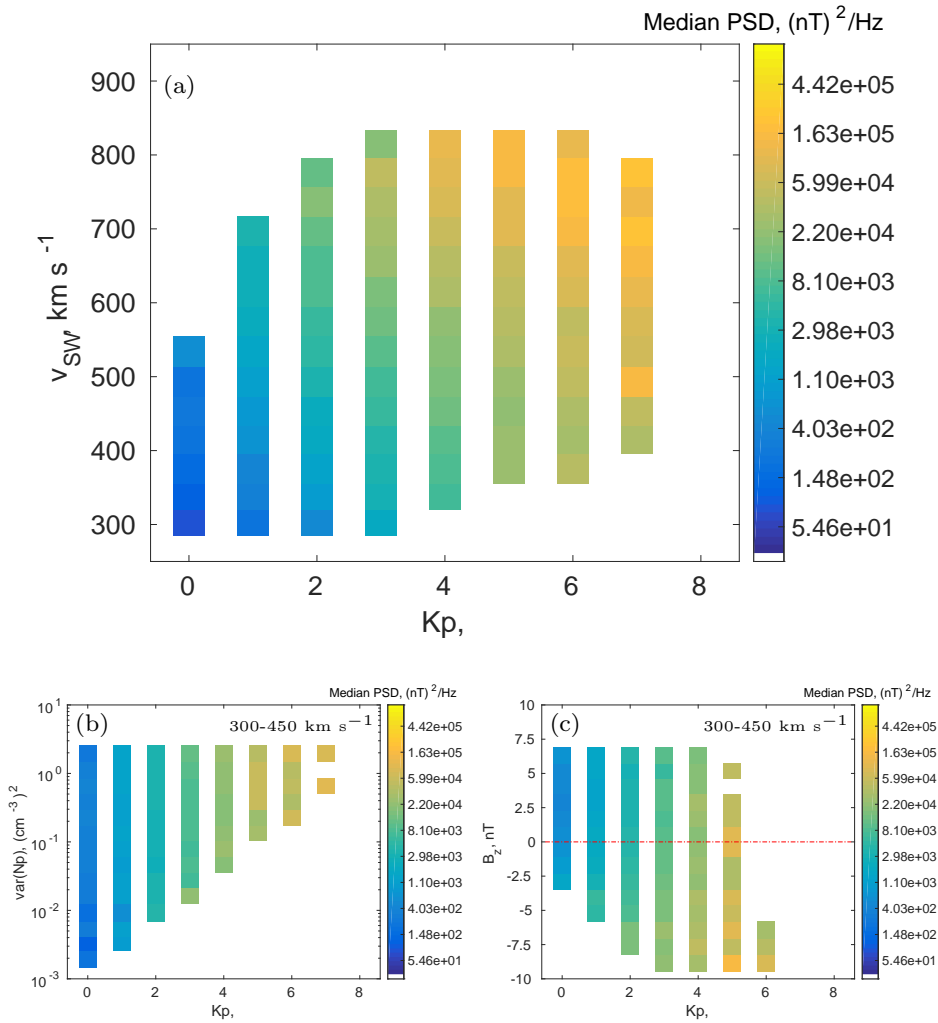 Median PSD, (nT) 2/Hz
(a)
900
800
700
600
500
400
300
v SW, km s -1
0 2 4 6 8
Kp,
4.42e+05
1.63e+05
5.99e+04
2.20e+04
8.10e+03
2.98e+03
1.10e+03
4.03e+02
1.48e+02
5.46e+01
Median PSD, (nT) 2/Hz
(b) 300-450 km s−1
10 1
10 0
10 -1
10 -2
10 -3
var(Np), (cm -3) 2
0 2 4 6 8
Kp,
4.42e+05
1.63e+05
5.99e+04
2.20e+04
8.10e+03
2.98e+03
1.10e+03
4.03e+02
1.48e+02
5.46e+01
Median PSD, (nT) 2/Hz
(c) 300-450 km s−1
10
7.5
5
2.5
0
-2.5
-5
-7.5
-10
B z, nT
0 2 4 6 8
Kp,
4.42e+05
1.63e+05
5.99e+04
2.20e+04
8.10e+03
2.98e+03
1.10e+03
4.03e+02
1.48e+02
5.46e+01